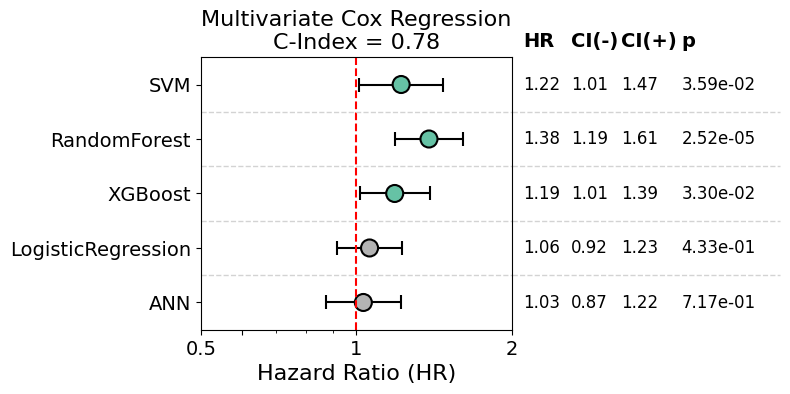 Multivariate Cox Regression
C-Index = 0.78
HR CI(-) CI(+) p
SVM 1.22 1.01 1.47 3.59e-02
RandomForest 1.38 1.19 1.61 2.52e-05
XGBoost 1.19 1.01 1.39 3.30e-02
LogisticRegression 1.06 0.92 1.23 4.33e-01
ANN 1.03 0.87 1.22 7.17e-01
0.5 1 2
Hazard Ratio (HR)